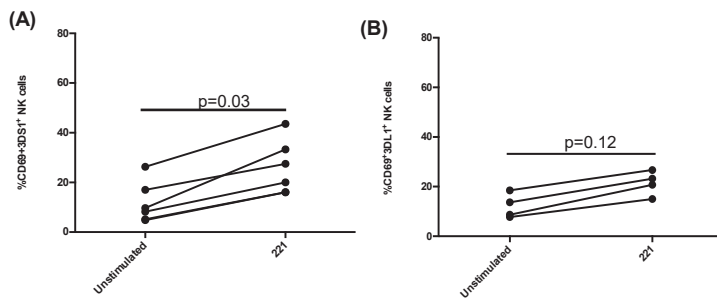 (A)
%CD69+3DS1⁺ NK cells
80
60
40
20
0
p=0.03
Unstimulated
221
(B)
%CD69⁺3DL1⁺ NK cells
80
60
40
20
0
p=0.12
Unstimulated
221